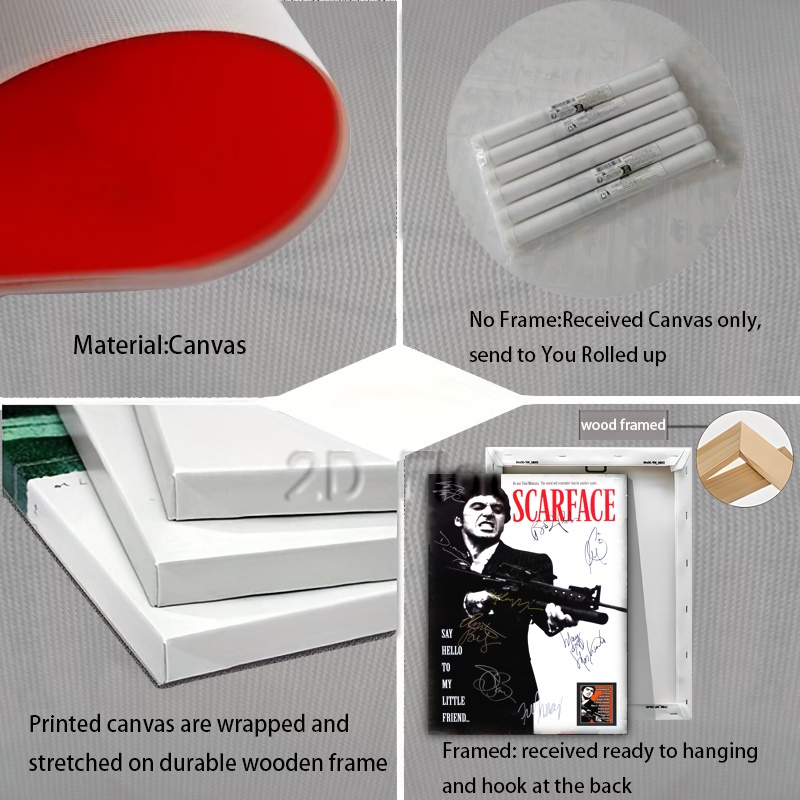 Material:Canvas
No Frame:Received Canvas only,
send to You Rolled up
2D
wood framed
SCARFACE
SAY
HELLO
TO
MY
LITTLE
FRIEND...
Printed canvas are wrapped and
stretched on durable wooden frame
Framed: received ready to hanging
and hook at the back